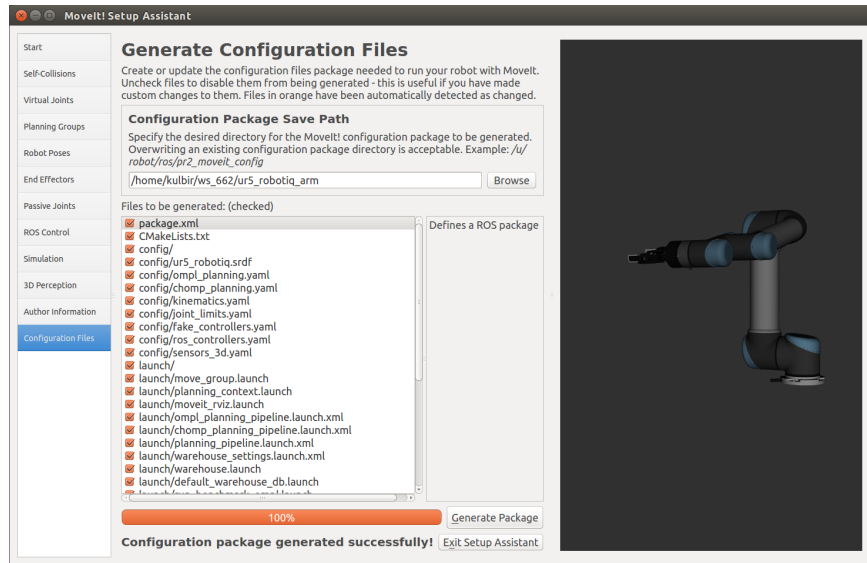 MoveIt! Setup Assistant
Start
Self-Collisions
Virtual Joints
Planning Groups
Robot Poses
End Effectors
Passive Joints
ROS Control
Simulation
3D Perception
Author Information
Configuration Files
Generate Configuration Files
Create or update the configuration files package needed to run your robot with MoveIt.
Uncheck files to disable them from being generated - this is useful if you have made
custom changes to them. Files in orange have been automatically detected as changed.
Configuration Package Save Path
Specify the desired directory for the MoveIt! configuration package to be generated.
Overwriting an existing configuration package directory is acceptable. Example: /u/
robot/ros/pr2_moveit_config
/home/kulbir/ws_662/ur5_robotiq_arm
Browse
Files to be generated: (checked)
package.xml
CMakeLists.txt
config/
config/ur5_robotiq.srdf
config/ompl_planning.yaml
config/chomp_planning.yaml
config/kinematics.yaml
config/joint_limits.yaml
config/fake_controllers.yaml
config/ros_controllers.yaml
config/sensors_3d.yaml
launch/
launch/move_group.launch
launch/planning_context.launch
launch/moveit_rviz.launch
launch/ompl_planning_pipeline.launch.xml
launch/chomp_planning_pipeline.launch.xml
launch/planning_pipeline.launch.xml
launch/warehouse_settings.launch.xml
launch/warehouse.launch
launch/default_warehouse_db.launch
Defines a ROS package
100%
Generate Package
Configuration package generated successfully!
Exit Setup Assistant